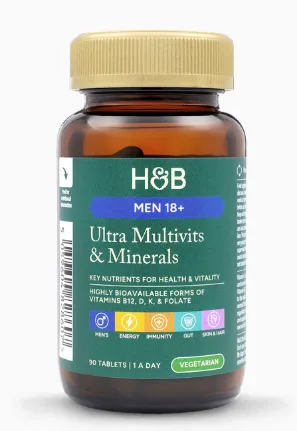 H&B
MEN 18+
Ultra Multivits
& Minerals
KEY NUTRIENTS FOR HEALTH & VITALITY
HIGHLY BIOAVAILABLE FORMS OF
VITAMINS B12, D, K, & FOLATE
MEN'S ENERGY IMMUNITY GUT SKIN & HAIR
90 TABLETS | 1 A DAY
VEGETARIAN